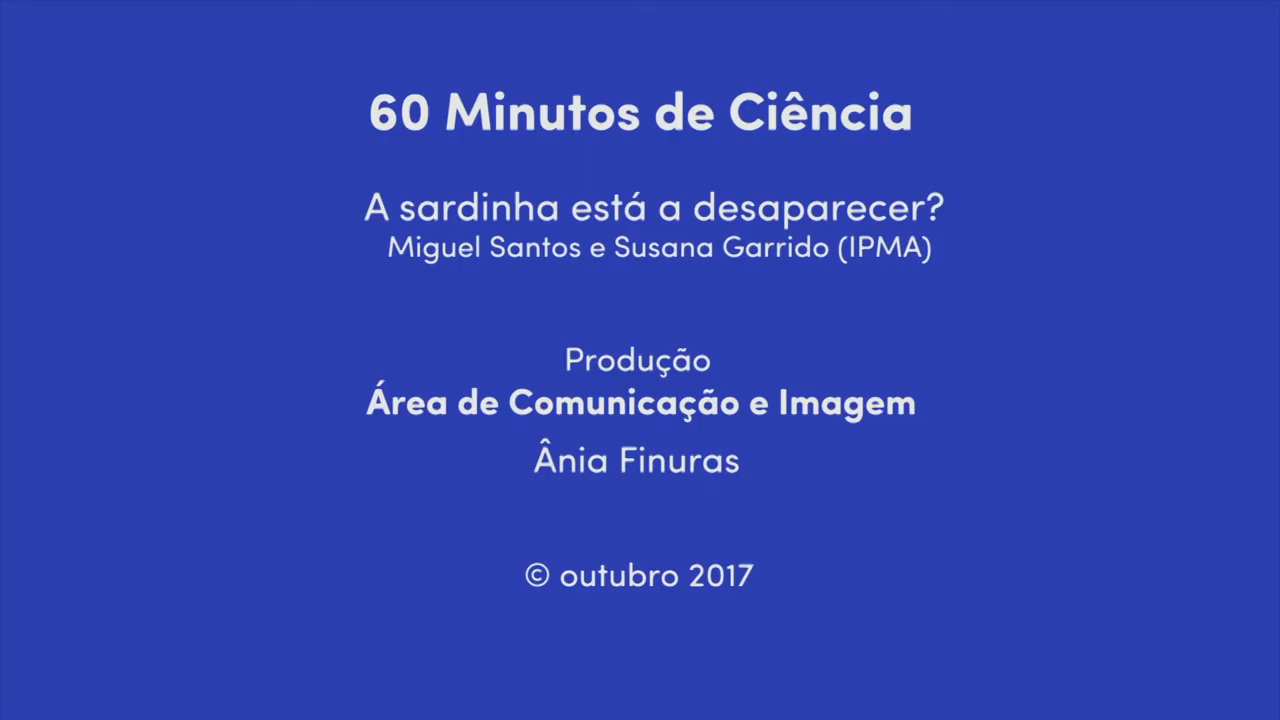 60 Minutos de Ciência
A sardinha está a desaparecer?
Miguel Santos e Susana Garrido (IPMA)
Produção
Área de Comunicação e Imagem
Ânia Finuras
© outubro 2017